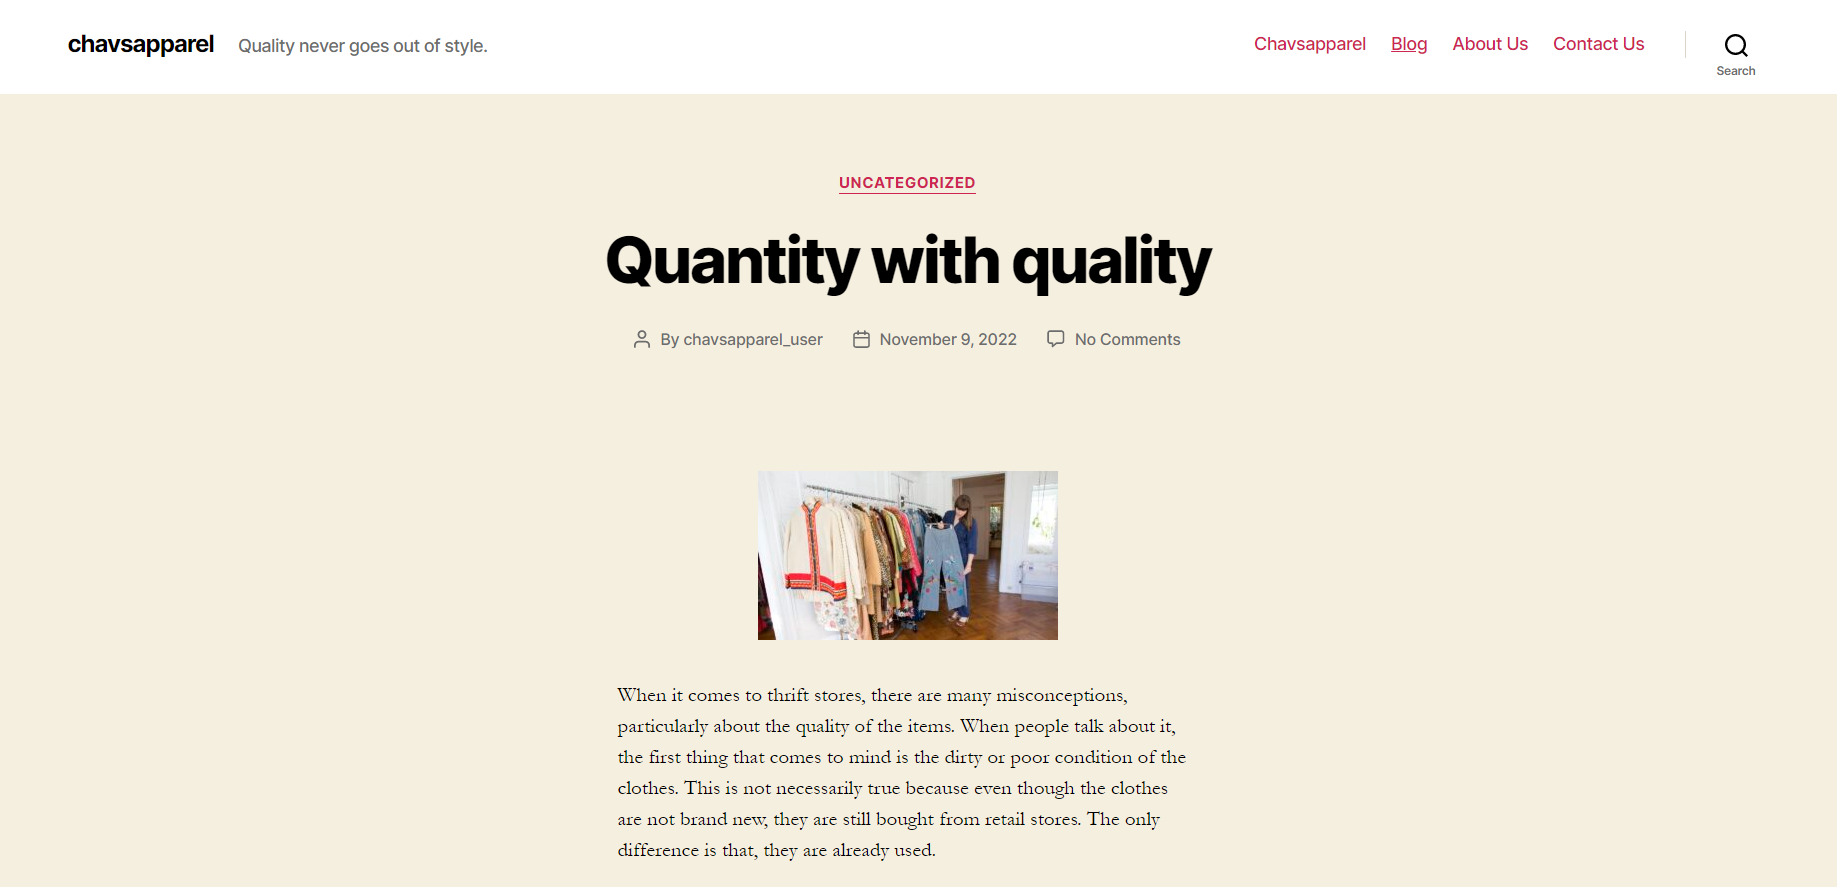 chavsapparel
Quality never goes out of style.
Chavsapparel
Blog
About Us
Contact Us
Search
UNCATEGORIZED
Quantity with quality
By chavsapparel_user
November 9, 2022
No Comments
When it comes to thrift stores, there are many misconceptions,
particularly about the quality of the items. When people talk about it,
the first thing that comes to mind is the dirty or poor condition of the
clothes. This is not necessarily true because even though the clothes
are not brand new, they are still bought from retail stores. The only
difference is that, they are already used.